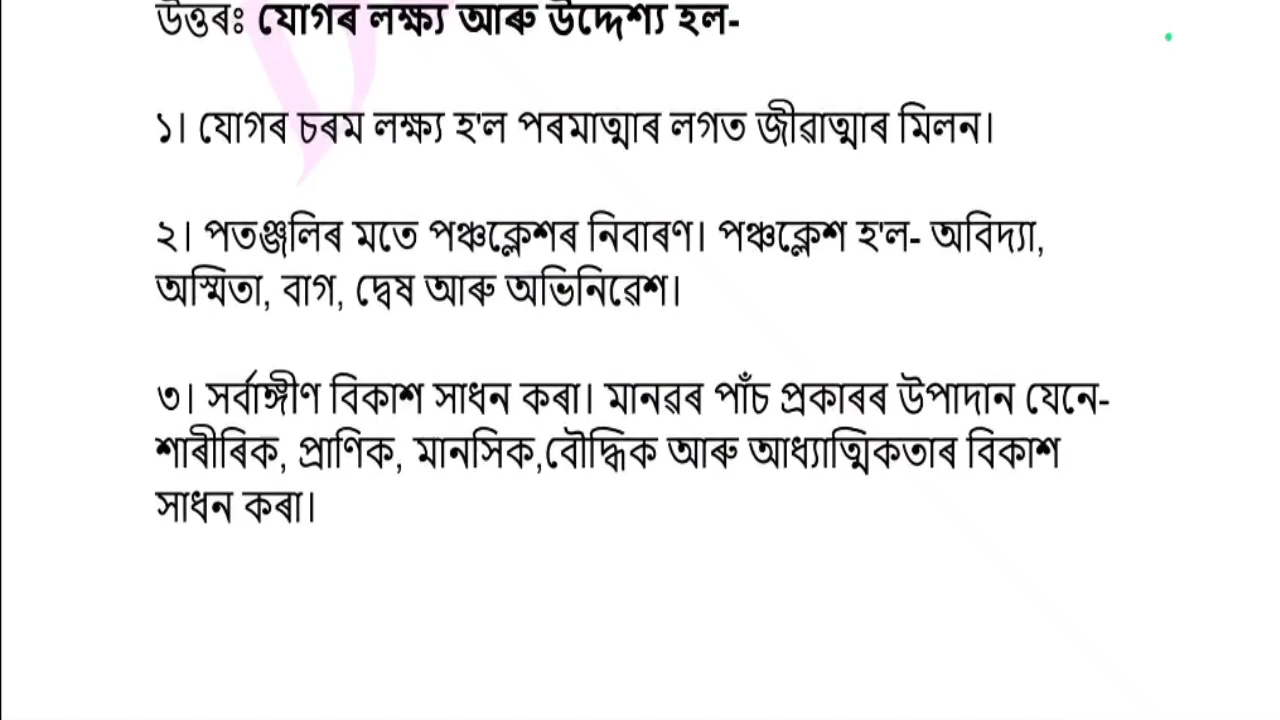 উত্তৰঃ যোগৰ লক্ষ্য আৰু উদ্দেশ্য হল-
১। যোগৰ চৰম লক্ষ্য হ'ল পৰমাত্মাৰ লগত জীৱাত্মাৰ মিলন।
২। পতঞ্জলিৰ মতে পঞ্চক্লেশৰ নিবাৰণ। পঞ্চক্লেশ হ'ল- অবিদ্যা,
অস্মিতা, বাগ, দ্বেষ আৰু অভিনিৱেশ।
৩। সৰ্বাঙ্গীণ বিকাশ সাধন কৰা। মানৱৰ পাঁচ প্ৰকাৰৰ উপাদান যেনে-
শাৰীৰিক, প্ৰাণিক, মানসিক,বৌদ্ধিক আৰু আধ্যাত্মিকতাৰ বিকাশ
সাধন কৰা।